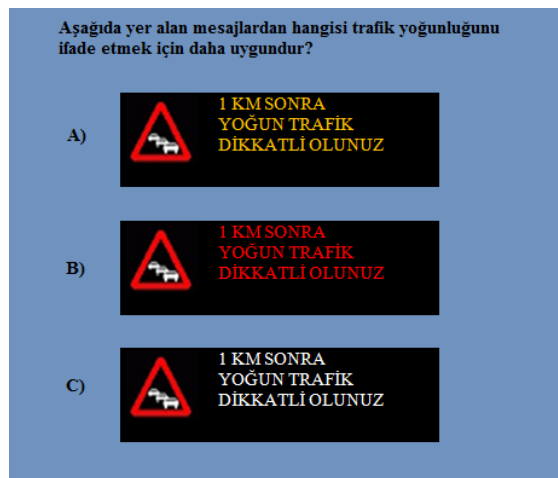 Aşağıda yer alan mesajlardan hangisi trafik yoğunluğunu
ifade etmek için daha uygundur?
A)
1 KM SONRA
YOĞUN TRAFİK
DİKKATLİ OLUNUZ
B)
1 KM SONRA
YOĞUN TRAFİK
DİKKATLİ OLUNUZ
C)
1 KM SONRA
YOĞUN TRAFİK
DİKKATLİ OLUNUZ